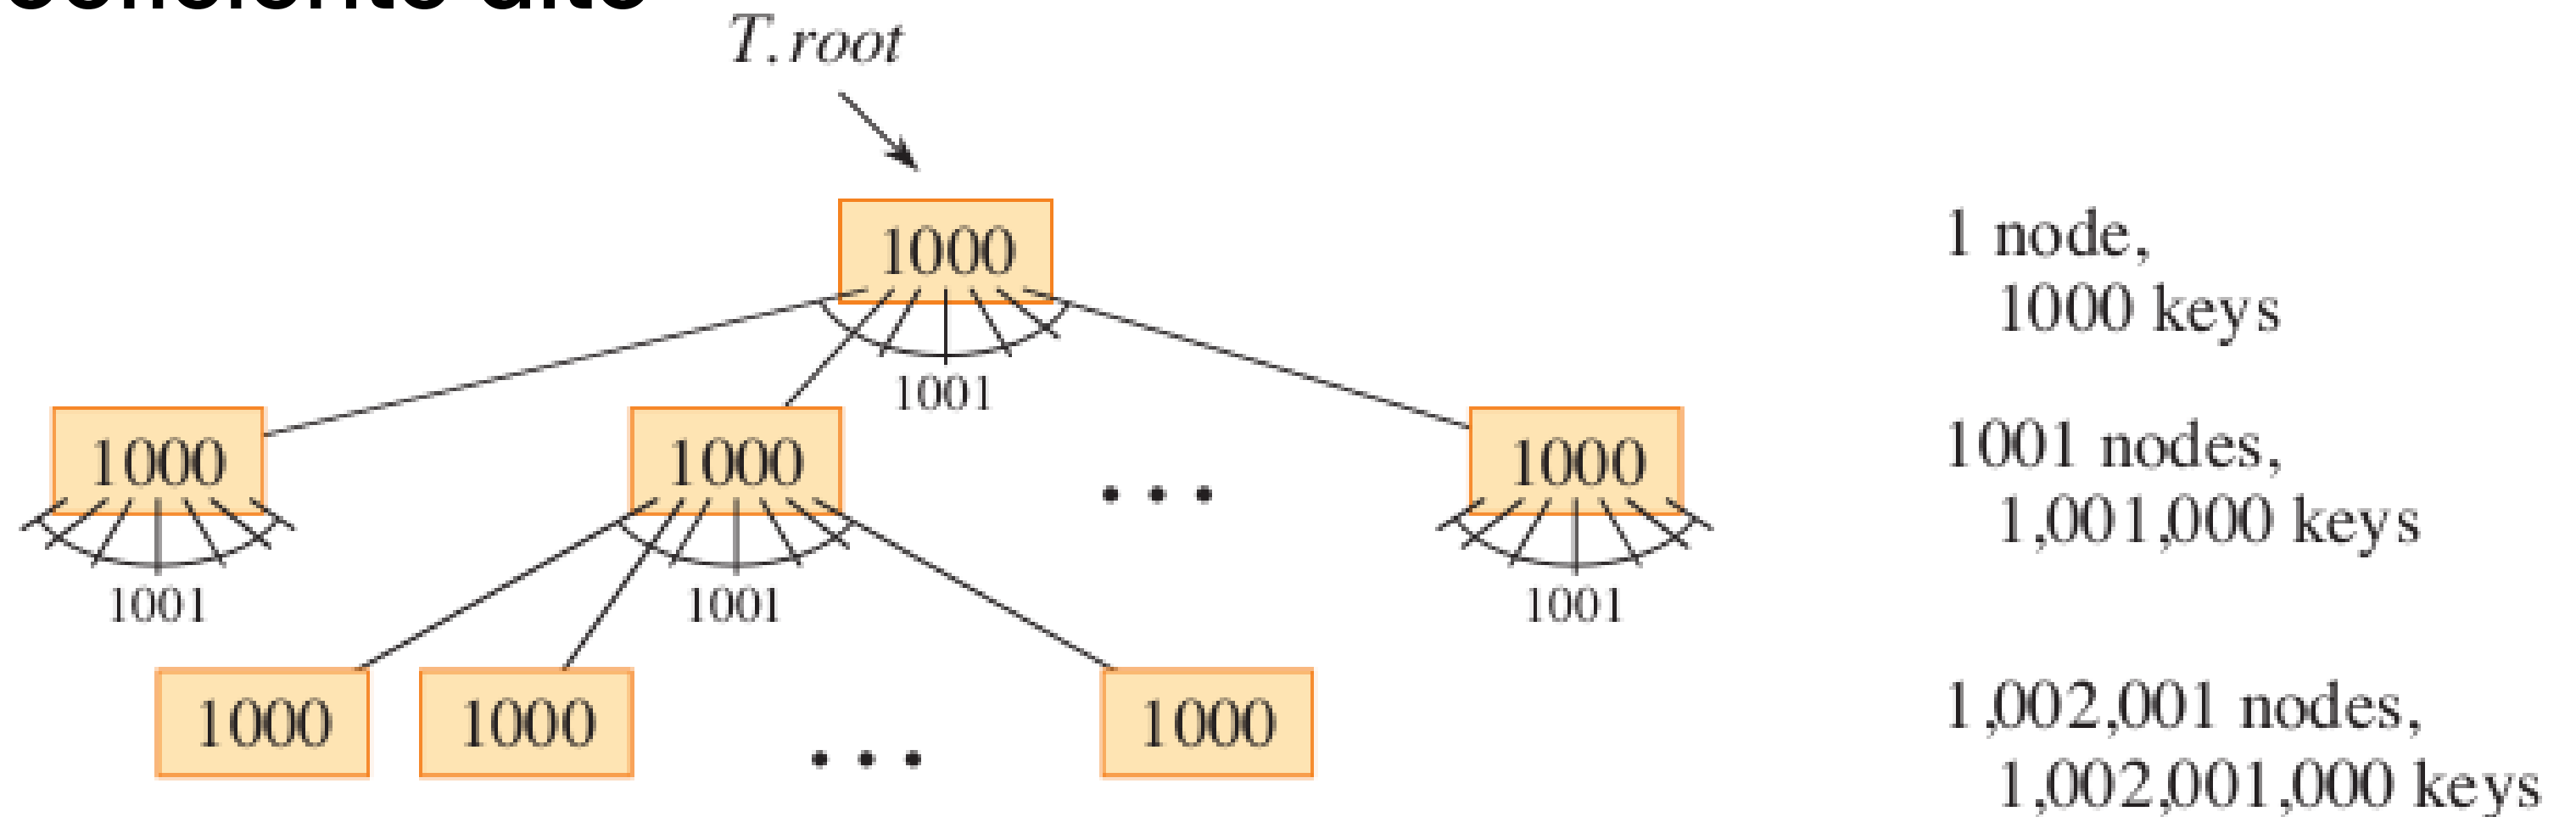 T.root
1000
1 node,
1000 keys
1001
1000 1000 1000
1001 nodes,
1,001,000 keys
1001 1001 1001
1000 1000 1000
1,002,001 nodes,
1,002,001,000 keys